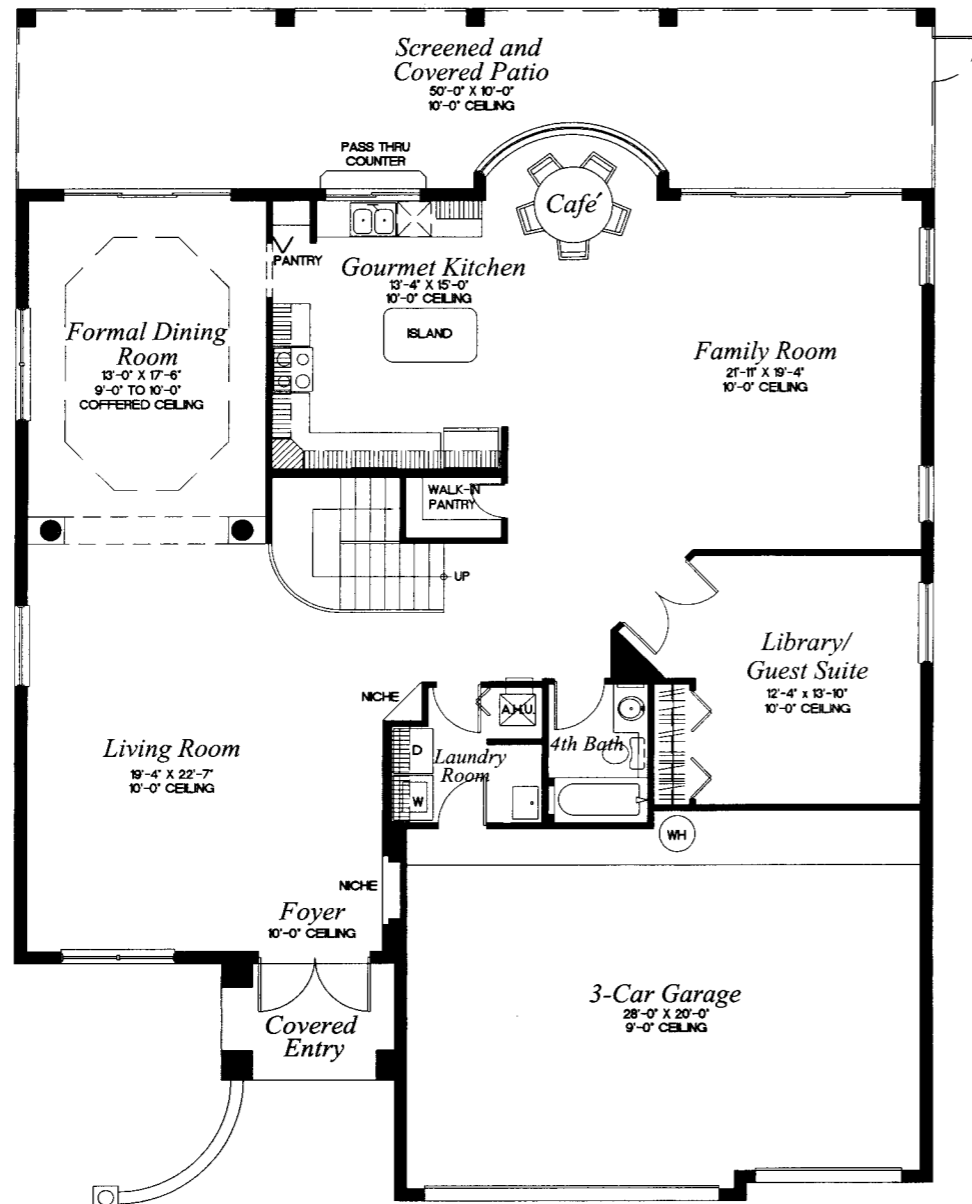 Screened and
Covered Patio
50'-0" X 10'-0"
10'-0" CEILING
PASS THRU
COUNTER
Café
PANTRY
Gourmet Kitchen
13'-4" X 15'-0"
10'-0" CEILING
ISLAND
Formal Dining
Room
13'-0" X 17'-6"
9'-0" TO 10'-0"
COFFERED CEILING
Family Room
21'-11" X 19'-4"
10'-0" CEILING
WALK-IN
PANTRY
UP
Library/
Guest Suite
12'-4" x 13'-10"
10'-0" CEILING
NICHE
A.H.U.
Living Room
19'-4" X 22'-7"
10'-0" CEILING
D
Laundry
Room
W
4th Bath
WH
NICHE
Foyer
10'-0" CEILING
3-Car Garage
28'-0" X 20'-0"
9'-0" CEILING
Covered
Entry